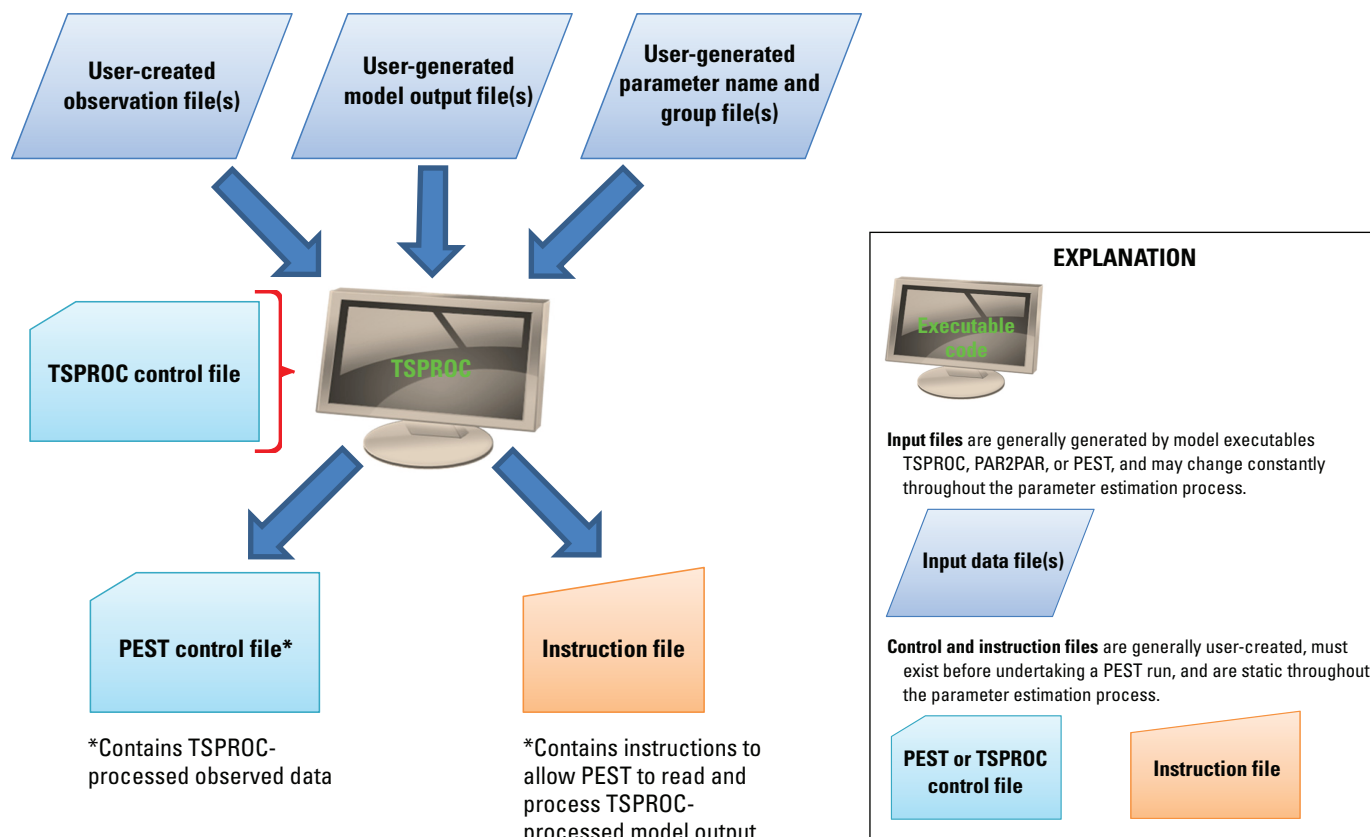 User-created
observation file(s)
User-generated
model output file(s)
User-generated
parameter name and
group file(s)
TSPROC control file
TSPROC
PEST control file*
Instruction file
*Contains TSPROC-
processed observed data
*Contains instructions to
allow PEST to read and
process TSPROC-
processed model output
EXPLANATION
Executable
code
Input files are generally generated by model executables
TSPROC, PAR2PAR, or PEST, and may change constantly
throughout the parameter estimation process.
Input data file(s)
Control and instruction files are generally user-created, must
exist before undertaking a PEST run, and are static throughout
the parameter estimation process.
PEST or TSPROC
control file
Instruction file